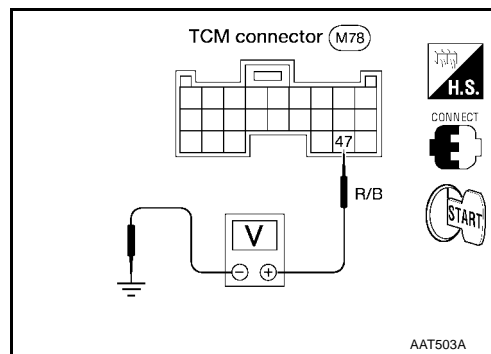 TCM connector M78
H.S.
CONNECT
47
R/B
START
V
− +
AAT503A